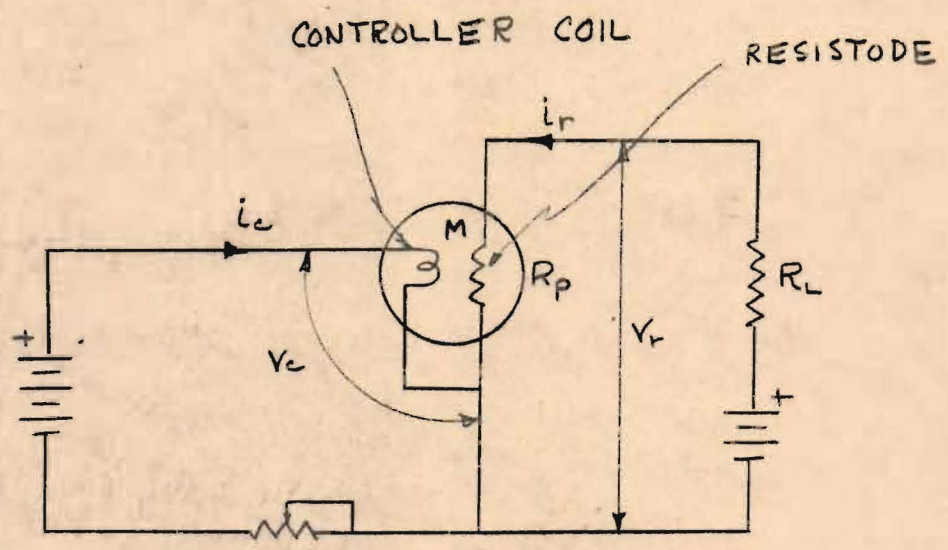 CONTROLLER COIL
RESISTODE
ir
ic
M
Rp
RL
+
Vc
Vr
+